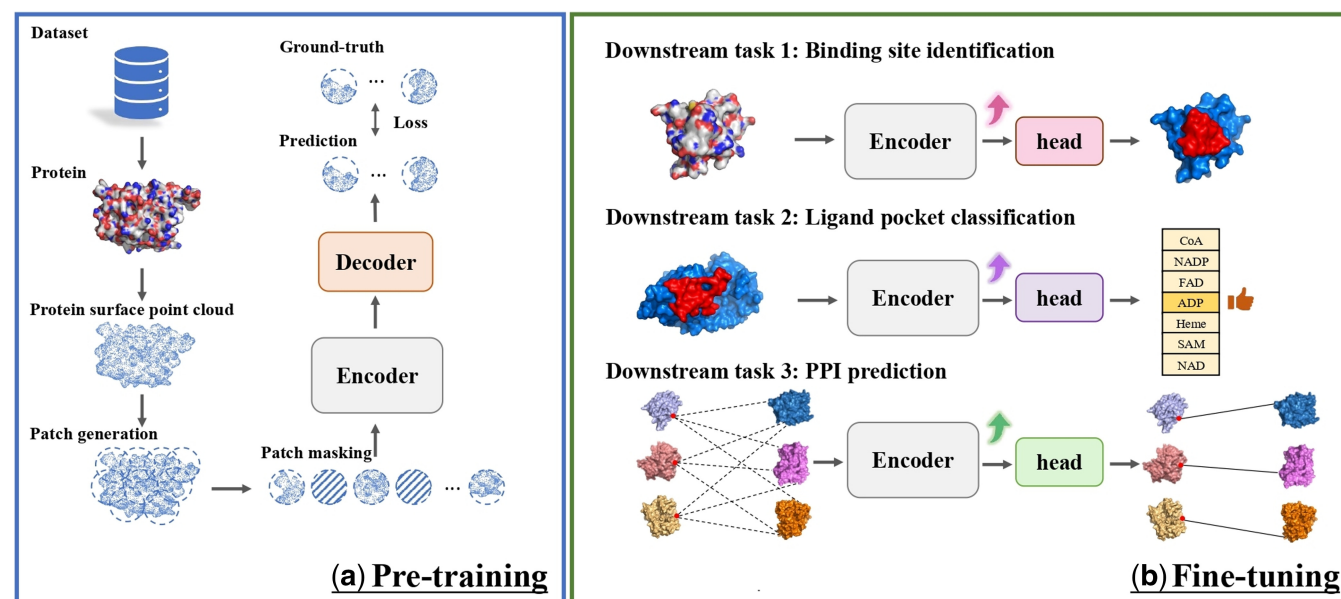 Dataset
Protein
Protein surface point cloud
Patch generation
Patch masking
...
Encoder
Decoder
Prediction
...
Loss
Ground-truth
...
(a) Pre-training
Downstream task 1: Binding site identification
Encoder
head
Downstream task 2: Ligand pocket classification
Encoder
head
CoA
NADP
FAD
ADP
Heme
SAM
NAD
Downstream task 3: PPI prediction
Encoder
head
(b) Fine-tuning